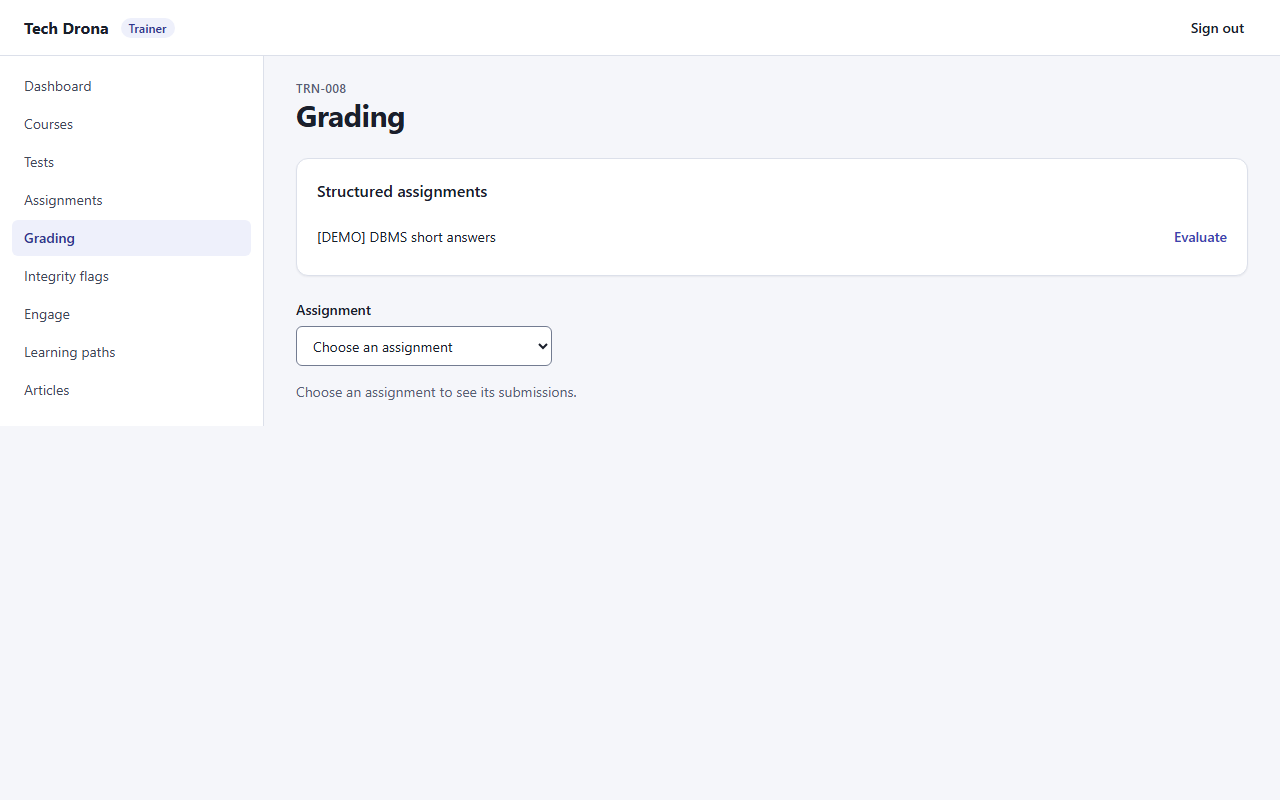 Tech Drona
Trainer
Sign out
Dashboard
Courses
Tests
Assignments
Grading
Integrity flags
Engage
Learning paths
Articles
TRN-008
Grading
Structured assignments
[DEMO] DBMS short answers
Evaluate
Assignment
Choose an assignment
Choose an assignment to see its submissions.